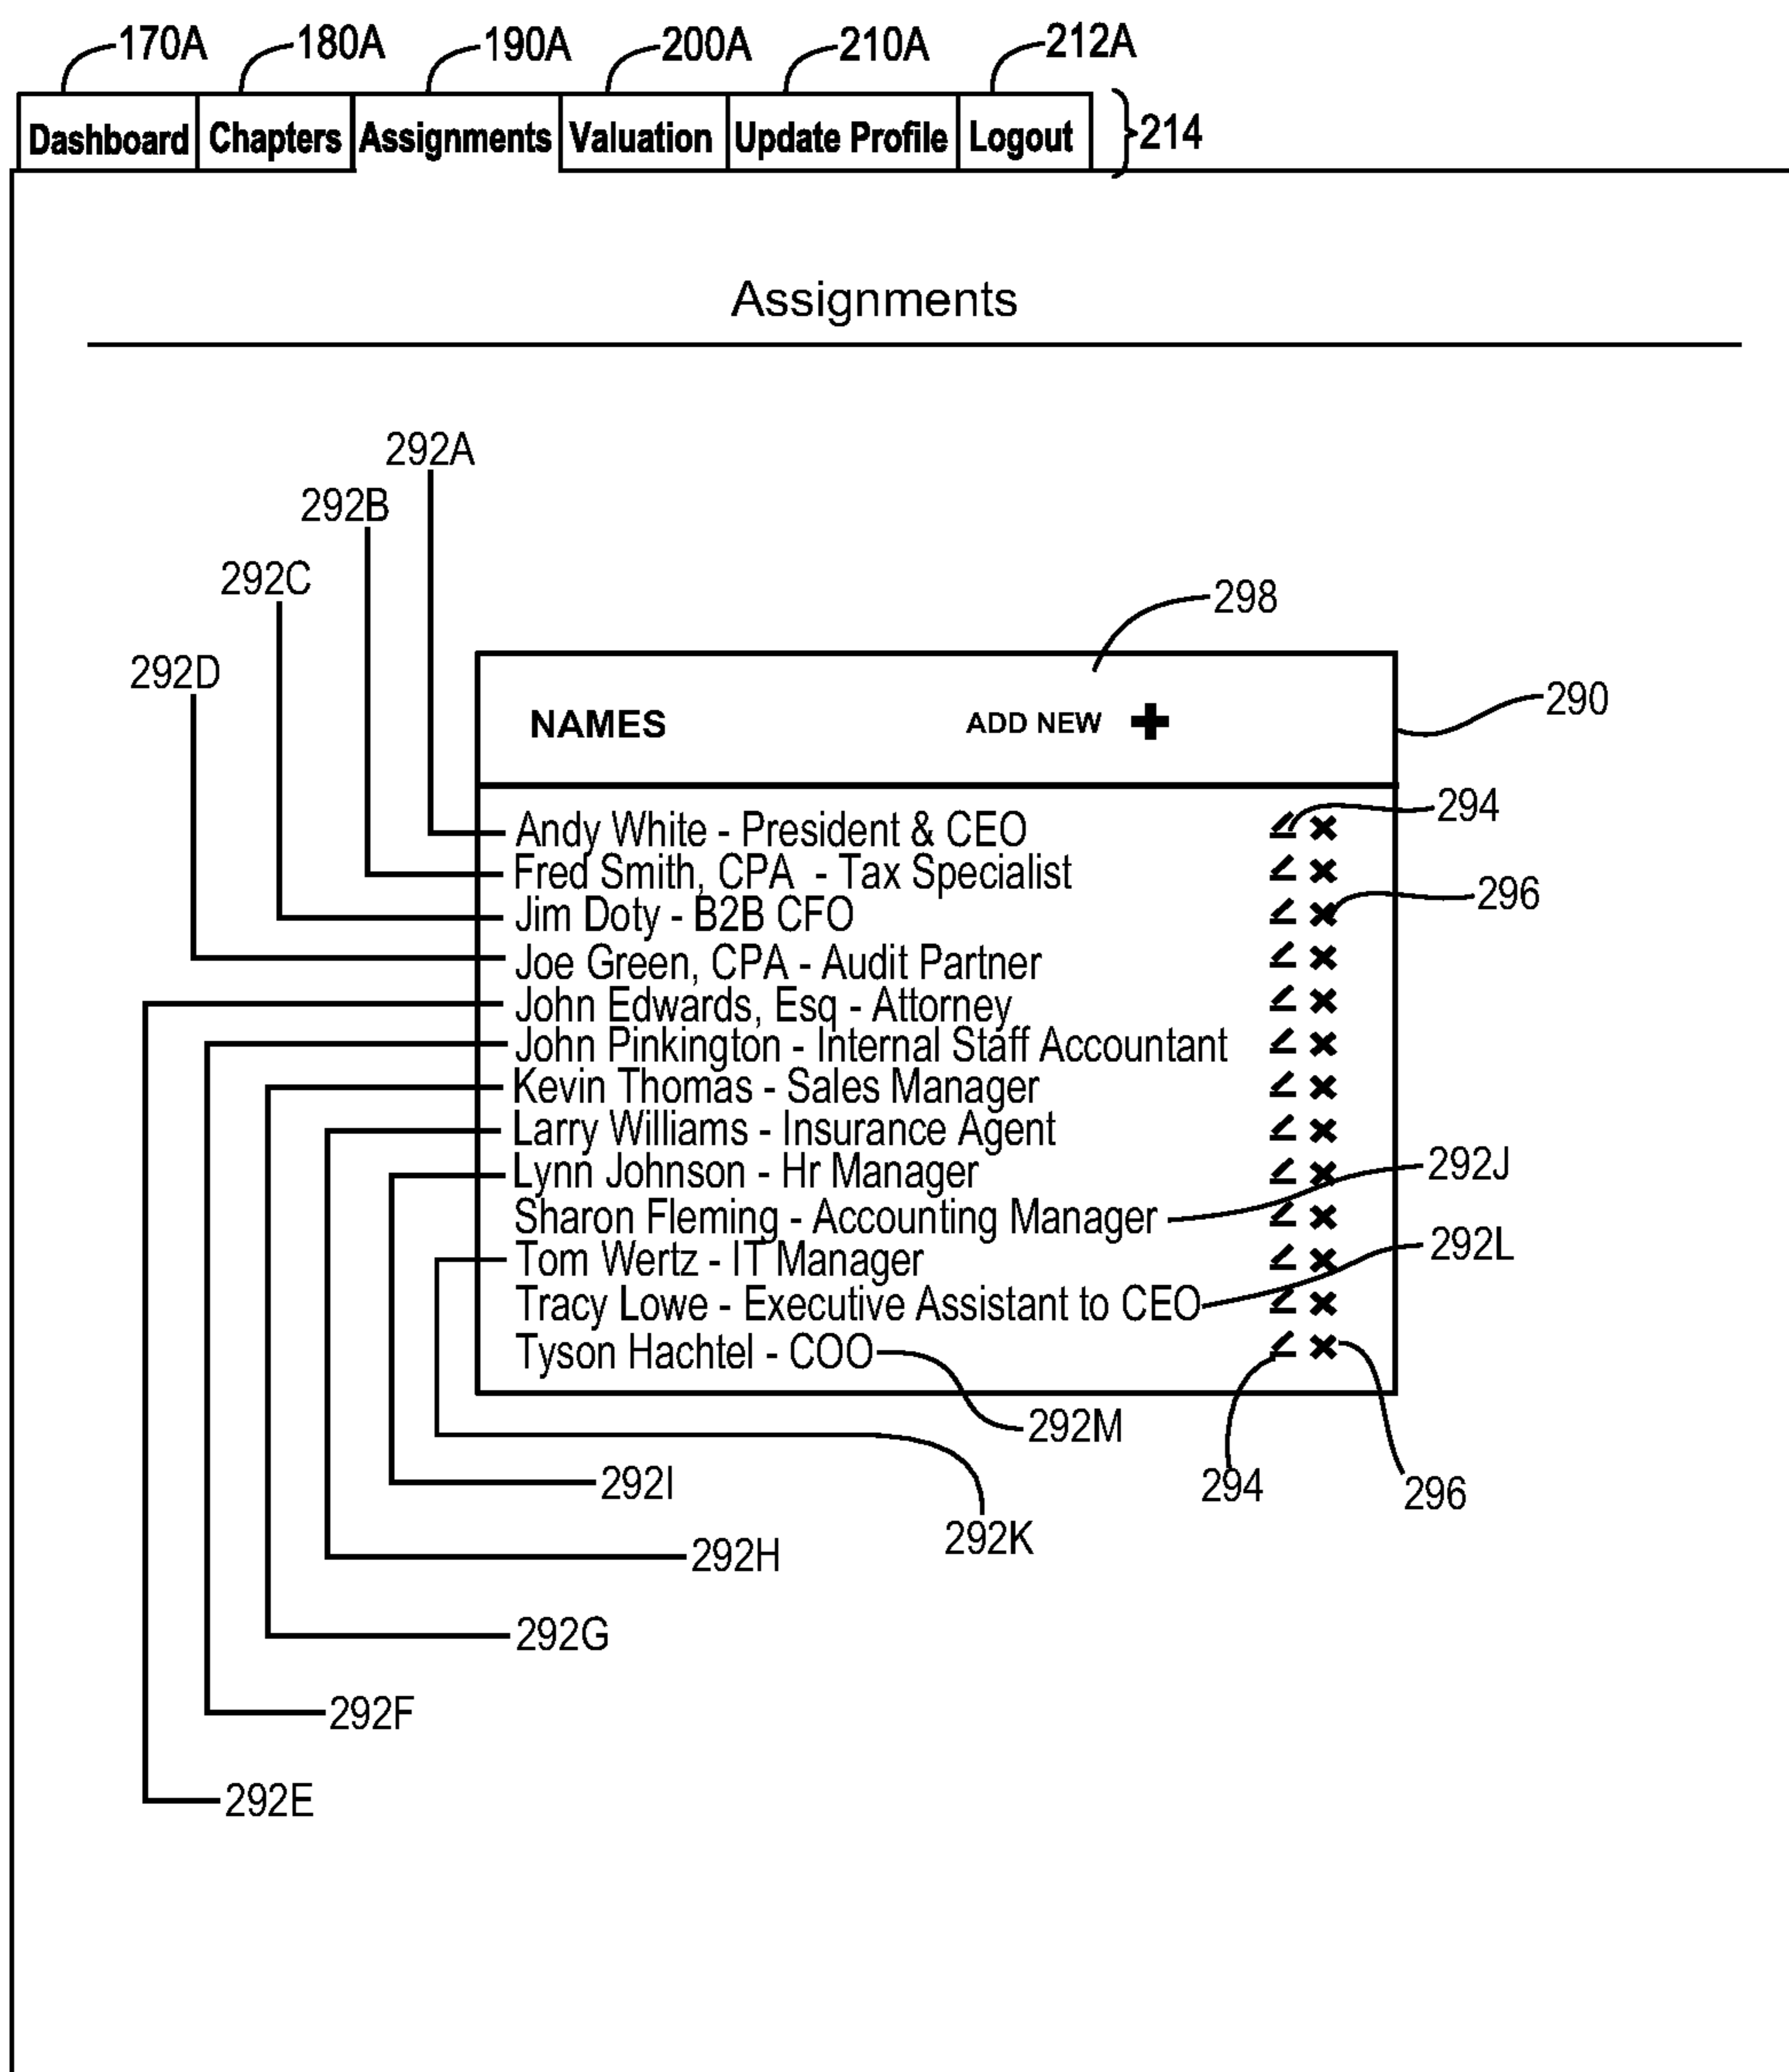 170A 180A 190A 200A 210A 212A
Dashboard Chapters Assignments Valuation Update Profile Logout 214
Assignments
292A
292B
292C
298
292D
290
NAMES ADD NEW
294
Andy White - President & CEO
Fred Smith, CPA - Tax Specialist
296
Jim Doty - B2B CFO
Joe Green, CPA - Audit Partner
John Edwards, Esq - Attorney
John Pinkington - Internal Staff Accountant
Kevin Thomas - Sales Manager
Larry Williams - Insurance Agent
Lynn Johnson - Hr Manager
292J
Sharon Fleming - Accounting Manager
292L
Tom Wertz - IT Manager
Tracy Lowe - Executive Assistant to CEO
Tyson Hachtel - COO
292M
292I
294
296
292K
292H
292G
292F
292E